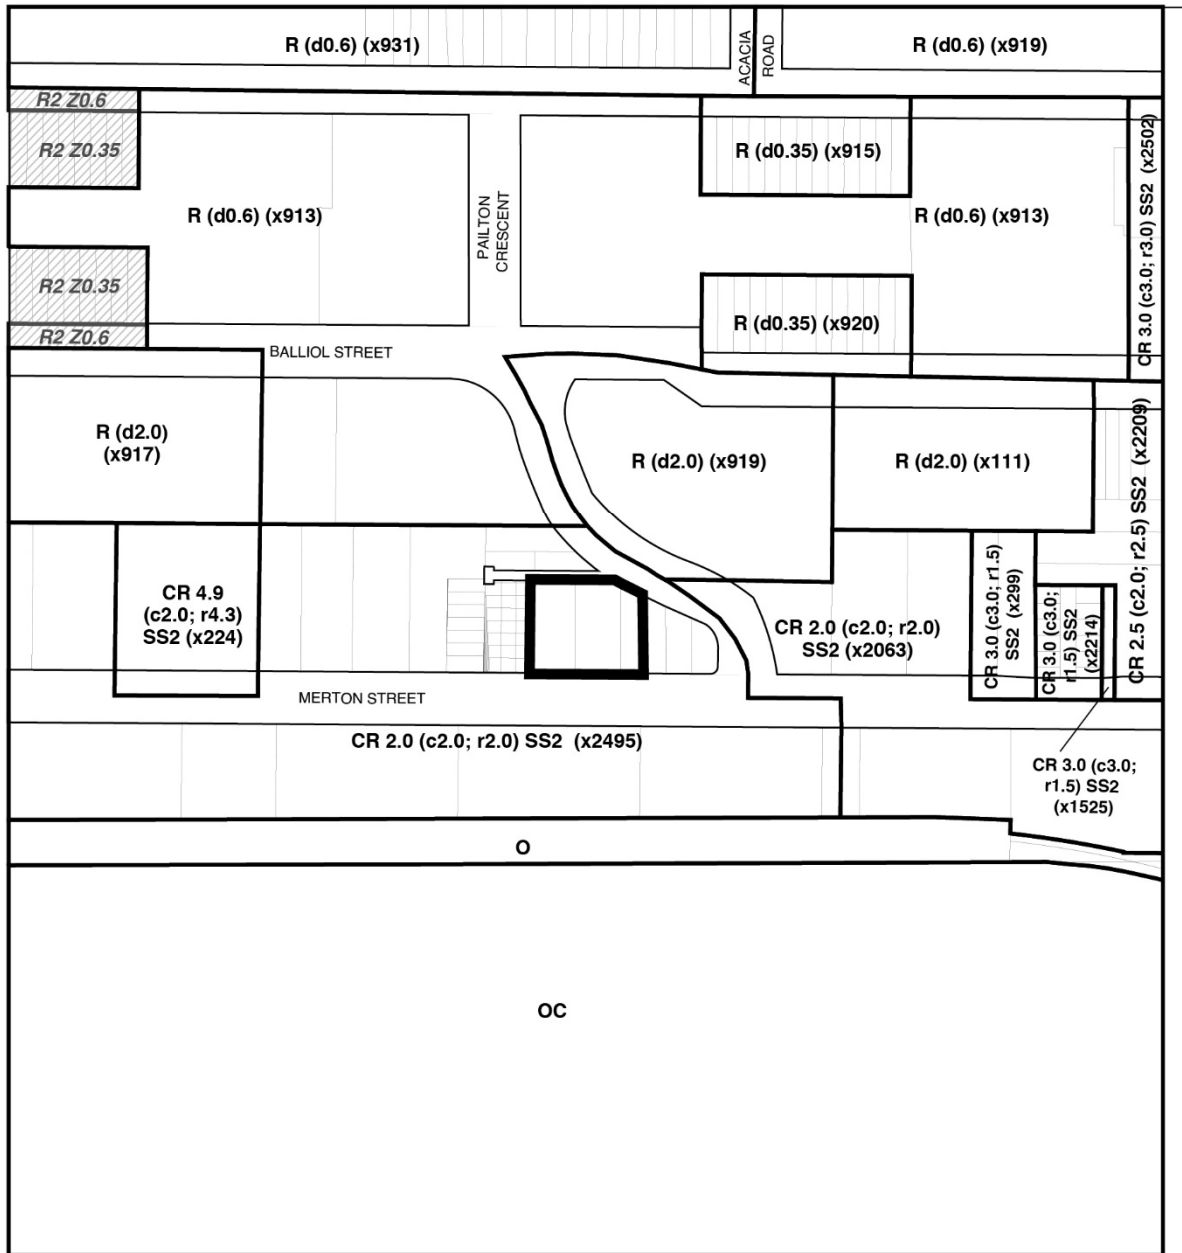 R (d0.6) (x931)
ACACIA
ROAD
R (d0.6) (x919)
R2 Z0.6
R2 Z0.35
R (d0.6) (x913)
PAILTON
CRESCENT
R (d0.35) (x915)
R (d0.6) (x913)
CR 3.0 (c3.0; r3.0) SS2 (x2502)
R2 Z0.35
R2 Z0.6
BALLIOL STREET
R (d0.35) (x920)
R (d2.0)
(x917)
R (d2.0) (x919)
R (d2.0) (x111)
CR 2.5 (c2.0; r2.5) SS2 (x2209)
CR 4.9
(c2.0; r4.3)
SS2 (x224)
CR 2.0 (c2.0; r2.0)
SS2 (x2063)
CR 3.0 (c3.0; r1.5)
SS2 (x299)
CR 3.0 (c3.0;
r1.5) SS2
(x2214)
MERTON STREET
CR 2.0 (c2.0; r2.0) SS2 (x2495)
CR 3.0 (c3.0;
r1.5) SS2
(x1525)
O
OC